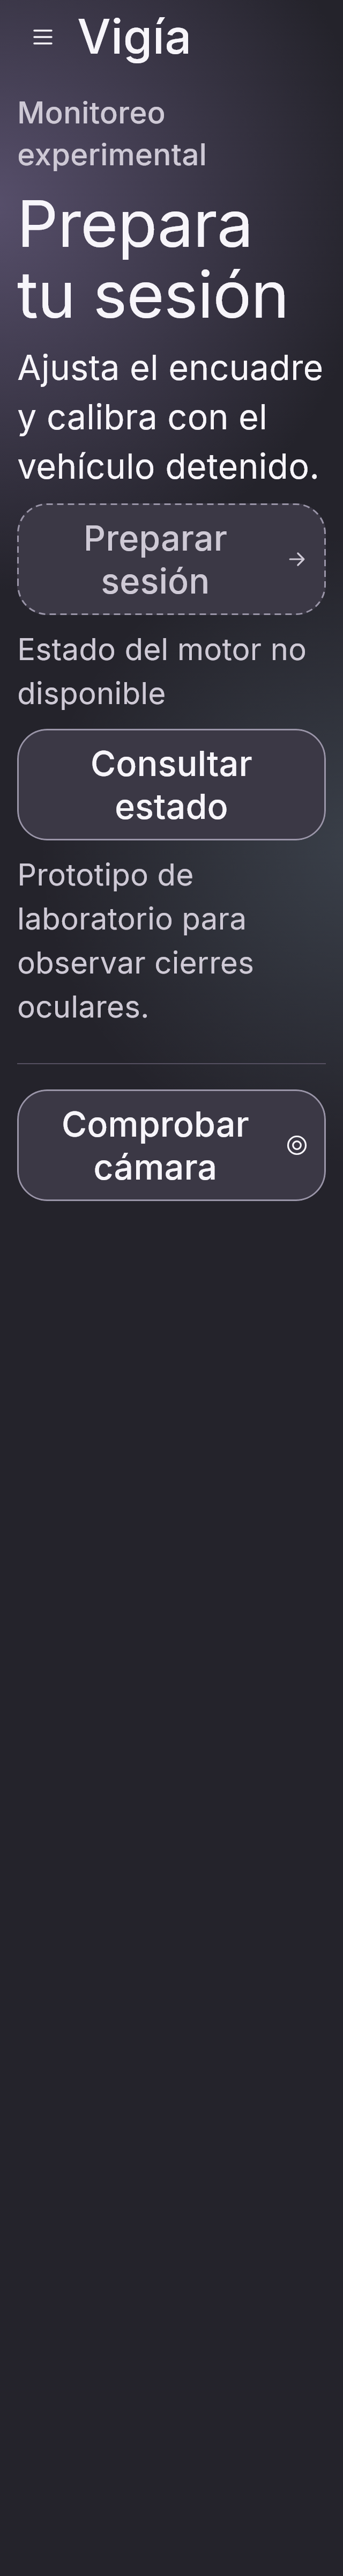 Vigía
Monitoreo
experimental
Prepara
tu sesión
Ajusta el encuadre
y calibra con el
vehículo detenido.
Preparar
sesión
Estado del motor no
disponible
Consultar
estado
Prototipo de
laboratorio para
observar cierres
oculares.
Comprobar
cámara